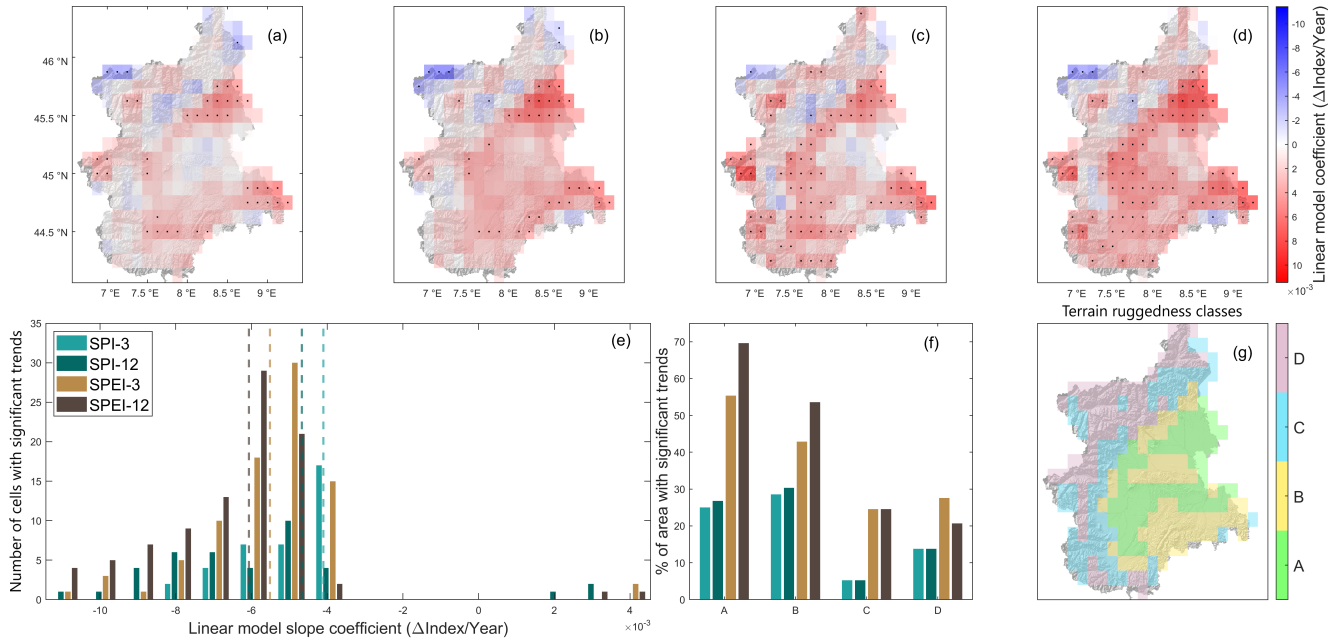 (a)
(b)
(c)
(d)
46 °N
45.5 °N
45 °N
44.5 °N
7 °E 7.5 °E 8 °E 8.5 °E 9 °E
7 °E 7.5 °E 8 °E 8.5 °E 9 °E
7 °E 7.5 °E 8 °E 8.5 °E 9 °E
7 °E 7.5 °E 8 °E 8.5 °E 9 °E
-10
-8
-6
-4
-2
0
2
4
6
8
10
×10⁻³
Linear model coefficient (ΔIndex/Year)
(e)
SPI-3
SPI-12
SPEI-3
SPEI-12
35
30
25
20
15
10
5
0
Number of cells with significant trends
-10 -8 -6 -4 -2 0 2 4
×10⁻³
Linear model slope coefficient (ΔIndex/Year)
(f)
70
60
50
40
30
20
10
0
% of area with significant trends
A B C D
Terrain ruggedness classes
(g)
D
C
B
A